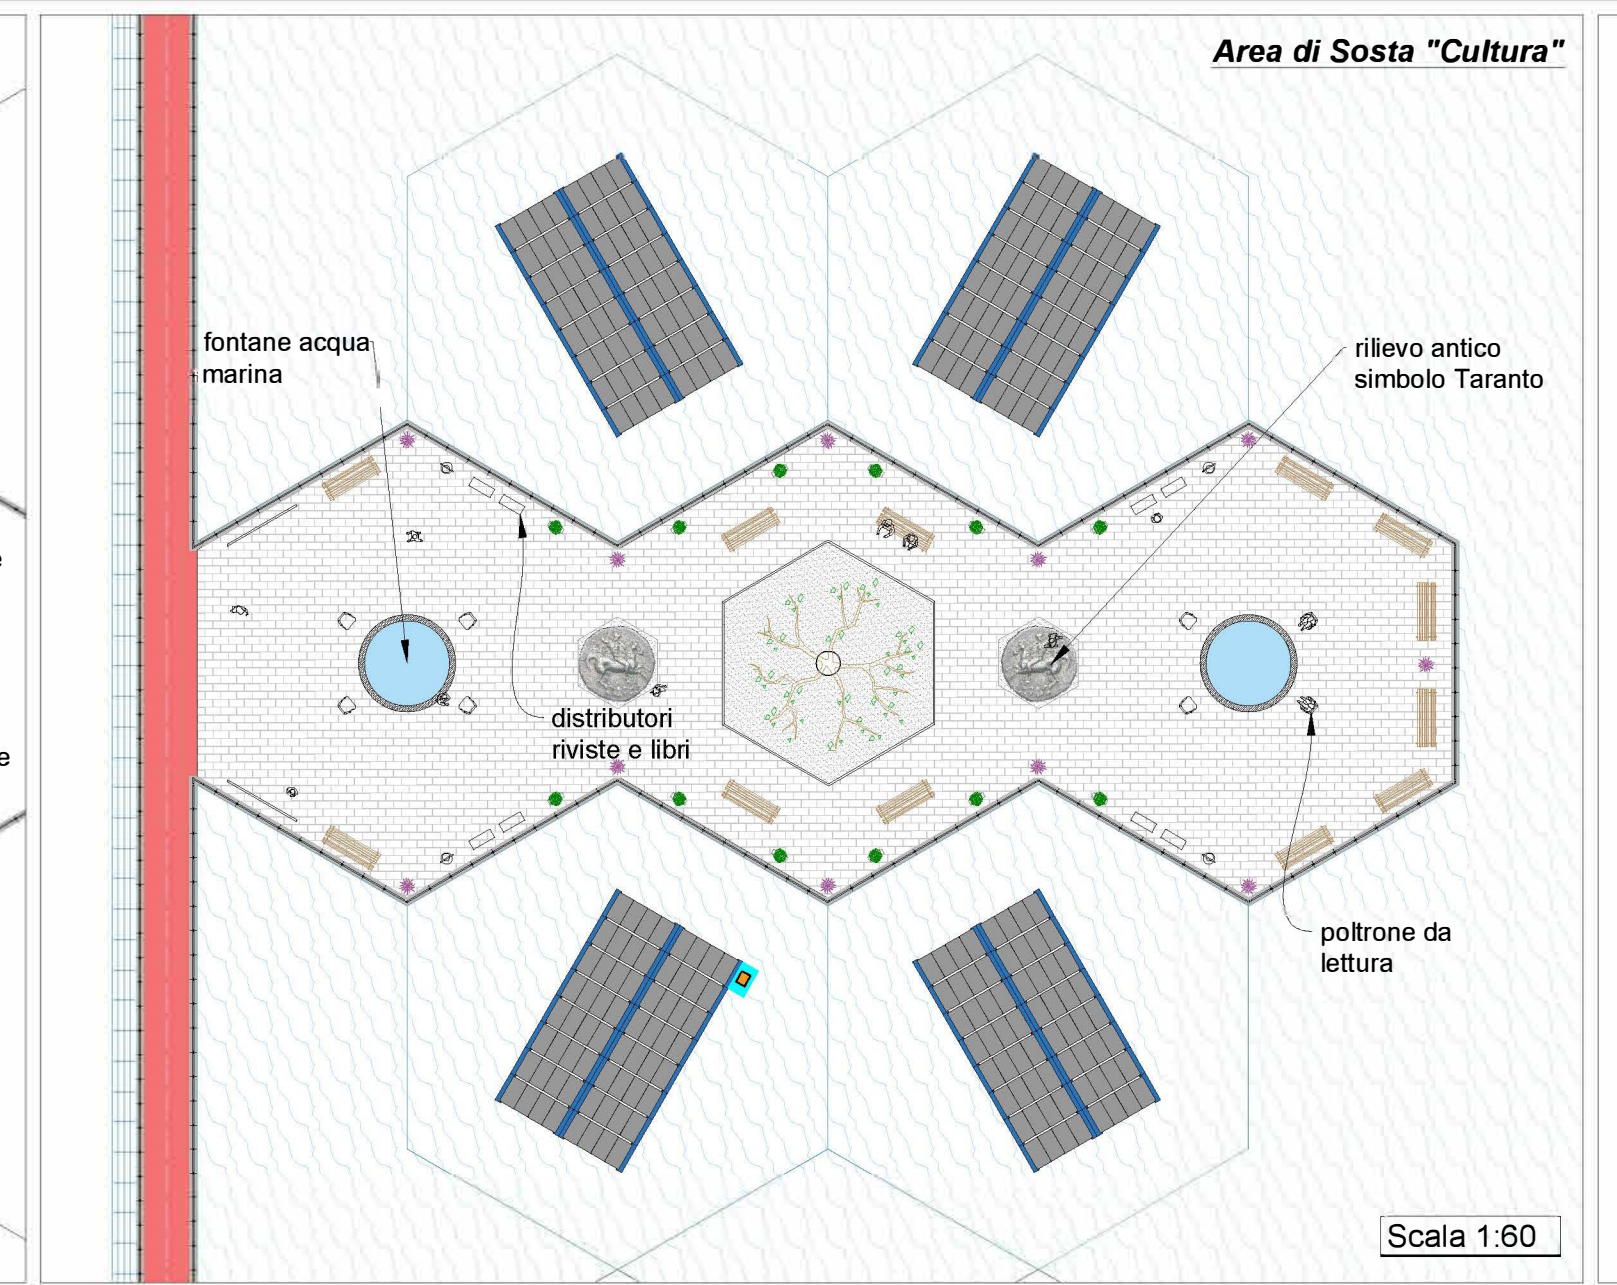 Area di Sosta "Cultura"
fontane acqua
marina
rilievo antico
simbolo Taranto
distributori
riviste e libri
poltrone da
lettura
Scala 1:60
e
e